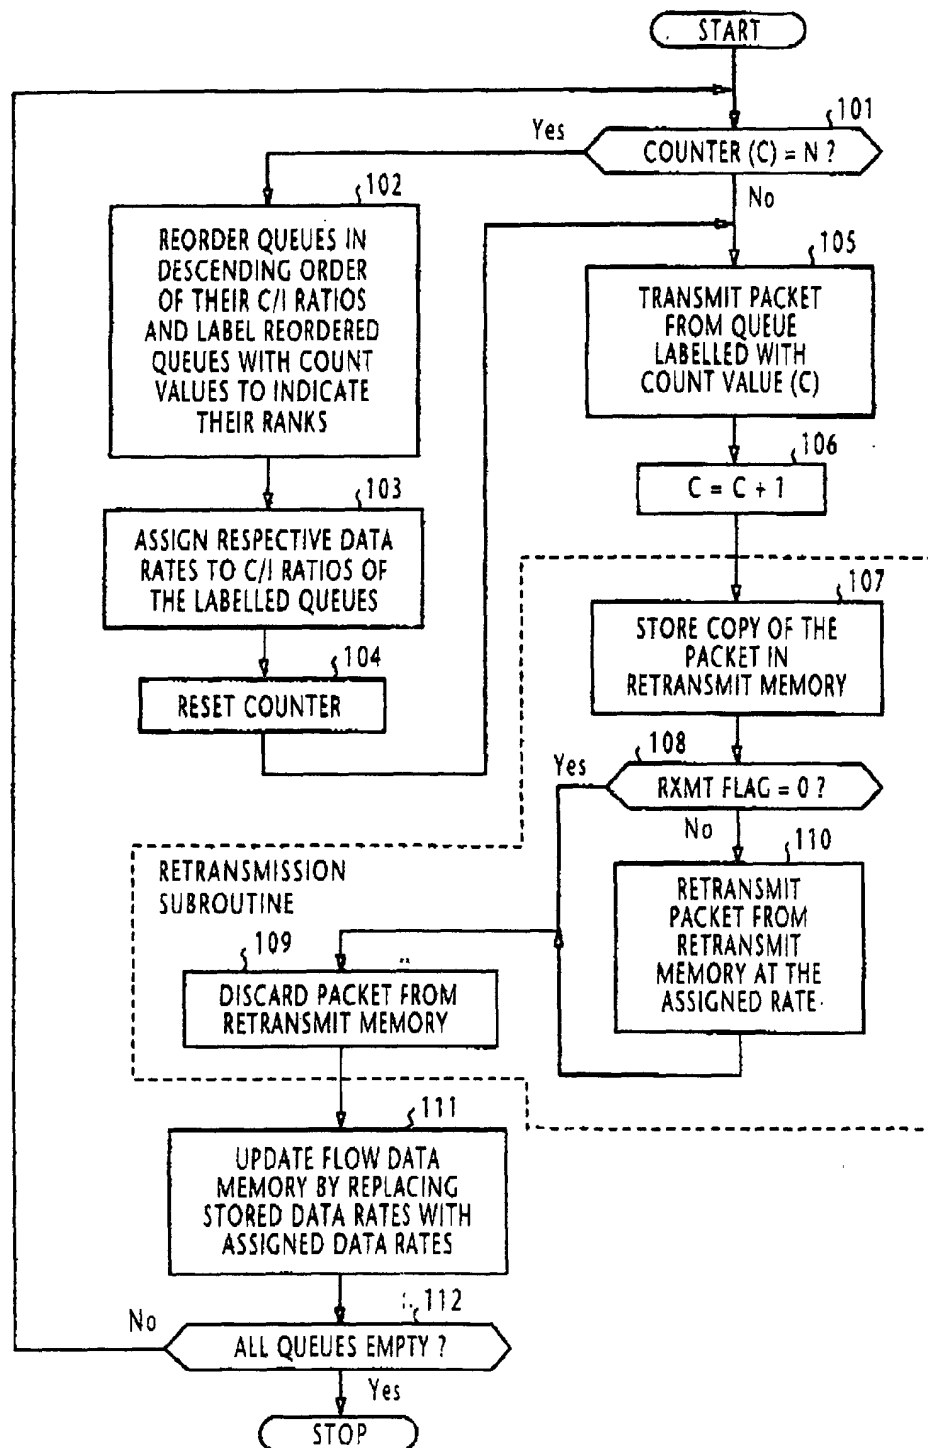 START
101
COUNTER (C) = N ?
Yes
No
102
REORDER QUEUES IN
DESCENDING ORDER
OF THEIR C/I RATIOS
AND LABEL REORDERED
QUEUES WITH COUNT
VALUES TO INDICATE
THEIR RANKS
103
ASSIGN RESPECTIVE DATA
RATES TO C/I RATIOS OF
THE LABELLED QUEUES
104
RESET COUNTER
105
TRANSMIT PACKET
FROM QUEUE
LABELLED WITH
COUNT VALUE (C)
106
C = C + 1
107
STORE COPY OF THE
PACKET IN
RETRANSMIT MEMORY
108
RXMT FLAG = 0 ?
Yes
No
110
RETRANSMIT
PACKET FROM
RETRANSMIT
MEMORY AT THE
ASSIGNED RATE
RETRANSMISSION
SUBROUTINE
109
DISCARD PACKET FROM
RETRANSMIT MEMORY
111
UPDATE FLOW DATA
MEMORY BY REPLACING
STORED DATA RATES WITH
ASSIGNED DATA RATES
112
ALL QUEUES EMPTY ?
No
Yes
STOP